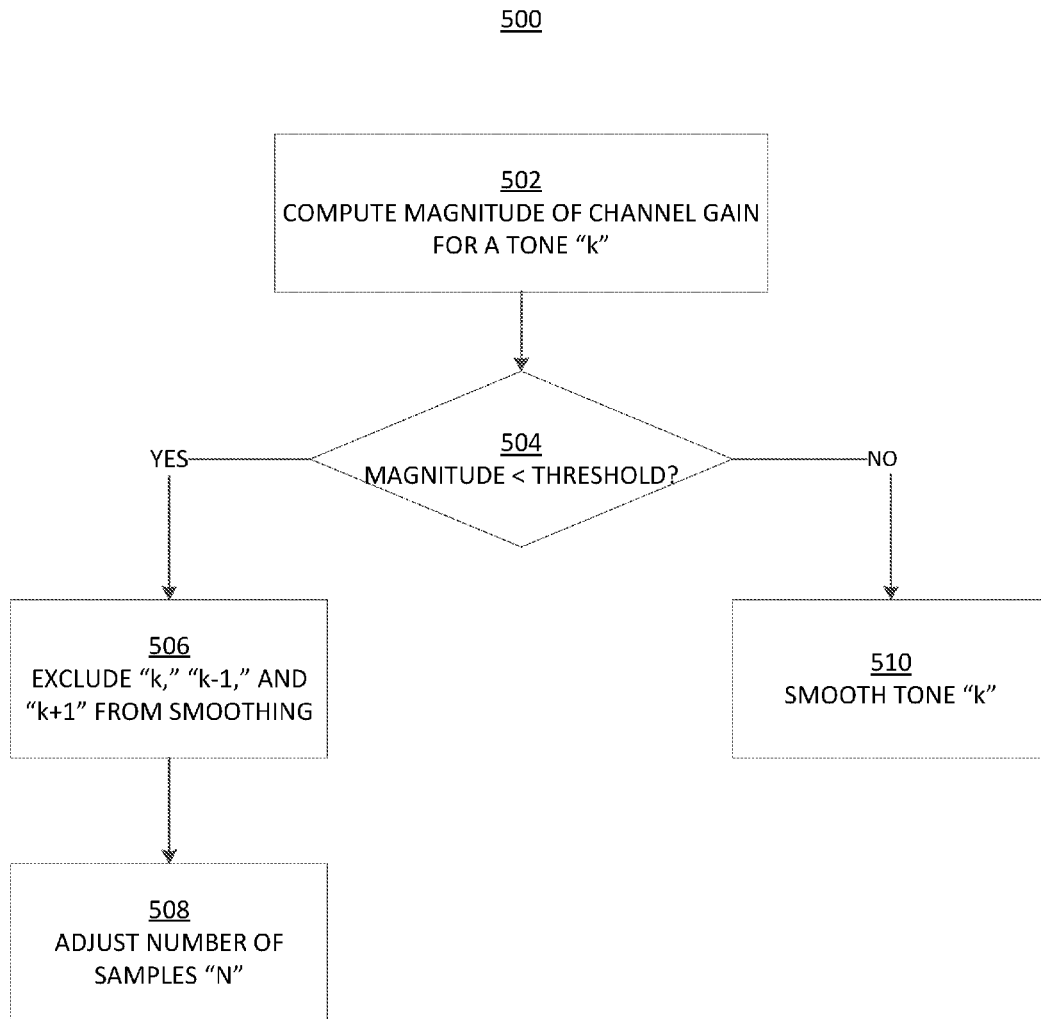 500
502
COMPUTE MAGNITUDE OF CHANNEL GAIN
FOR A TONE “k”
504
MAGNITUDE < THRESHOLD?
YES
NO
506
EXCLUDE “k,” “k-1,” AND
“k+1” FROM SMOOTHING
510
SMOOTH TONE “k”
508
ADJUST NUMBER OF
SAMPLES “N”